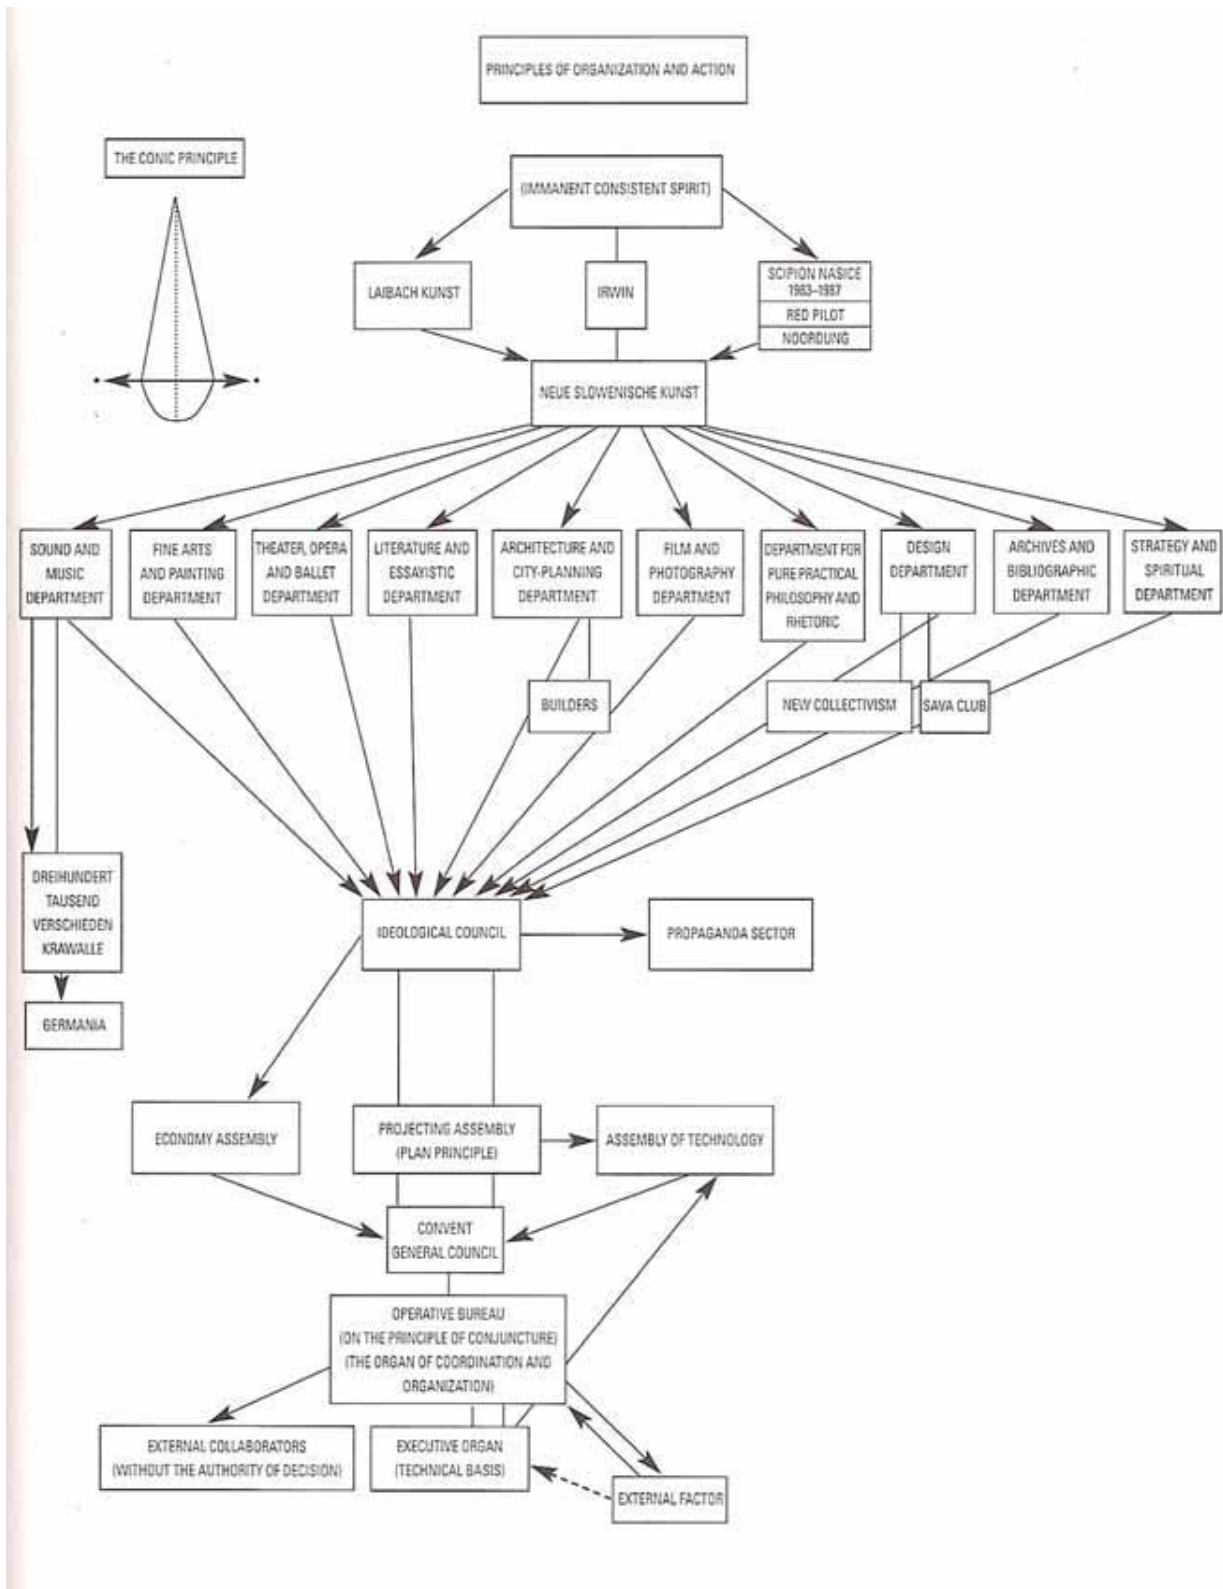 PRINCIPLES OF ORGANIZATION AND ACTION
THE CONIC PRINCIPLE
(IMMANENT CONSISTENT SPIRIT)
LAIBACH KUNST
IRWIN
SCIPION NASICE
1983–1987
RED PILOT
NOORDUNG
NEUE SLOWENISCHE KUNST
SOUND AND
MUSIC
DEPARTMENT
FINE ARTS
AND PAINTING
DEPARTMENT
THEATER, OPERA
AND BALLET
DEPARTMENT
LITERATURE AND
ESSAYISTIC
DEPARTMENT
ARCHITECTURE AND
CITY-PLANNING
DEPARTMENT
FILM AND
PHOTOGRAPHY
DEPARTMENT
DEPARTMENT FOR
PURE PRACTICAL
PHILOSOPHY AND
RHETORIC
DESIGN
DEPARTMENT
ARCHIVES AND
BIBLIOGRAPHIC
DEPARTMENT
STRATEGY AND
SPIRITUAL
DEPARTMENT
BUILDERS
NEW COLLECTIVISM
SAVA CLUB
DREIHUNDERT
TAUSEND
VERSCHIEDEN
KRAWALLE
GERMANIA
IDEOLOGICAL COUNCIL
PROPAGANDA SECTOR
ECONOMY ASSEMBLY
PROJECTING ASSEMBLY
(PLAN PRINCIPLE)
ASSEMBLY OF TECHNOLOGY
CONVENT
GENERAL COUNCIL
OPERATIVE BUREAU
(ON THE PRINCIPLE OF CONJUNCTURE)
(THE ORGAN OF COORDINATION AND
ORGANIZATION)
EXTERNAL COLLABORATORS
(WITHOUT THE AUTHORITY OF DECISION)
EXECUTIVE ORGAN
(TECHNICAL BASIS)
EXTERNAL FACTOR